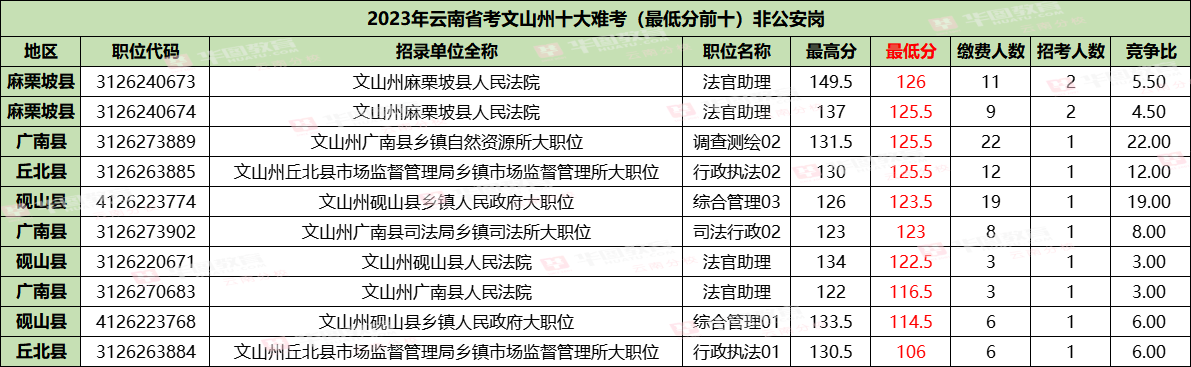 2023年云南省考文山州十大难考（最低分前十）非公安岗
地区 职位代码 招录单位全称 职位名称 最高分 最低分 缴费人数 招考人数 竞争比
麻栗坡县 3126240673 文山州麻栗坡县人民法院 法官助理 149.5 126 11 2 5.50
麻栗坡县 3126240674 文山州麻栗坡县人民法院 法官助理 137 125.5 9 2 4.50
广南县 3126273889 文山州广南县乡镇自然资源所大职位 调查测绘02 131.5 125.5 22 1 22.00
丘北县 3126263885 文山州丘北县市场监督管理局乡镇市场监督管理所大职位 行政执法02 130 125.5 12 1 12.00
砚山县 4126223774 文山州砚山县乡镇人民政府大职位 综合管理03 126 123.5 19 1 19.00
广南县 3126273902 文山州广南县司法局乡镇司法所大职位 司法行政02 123 123 8 1 8.00
砚山县 3126220671 文山州砚山县人民法院 法官助理 134 122.5 3 1 3.00
广南县 3126270683 文山州广南县人民法院 法官助理 122 116.5 3 1 3.00
砚山县 4126223768 文山州砚山县乡镇人民政府大职位 综合管理01 133.5 114.5 6 1 6.00
丘北县 3126263884 文山州丘北县市场监督管理局乡镇市场监督管理所大职位 行政执法01 130.5 106 6 1 6.00